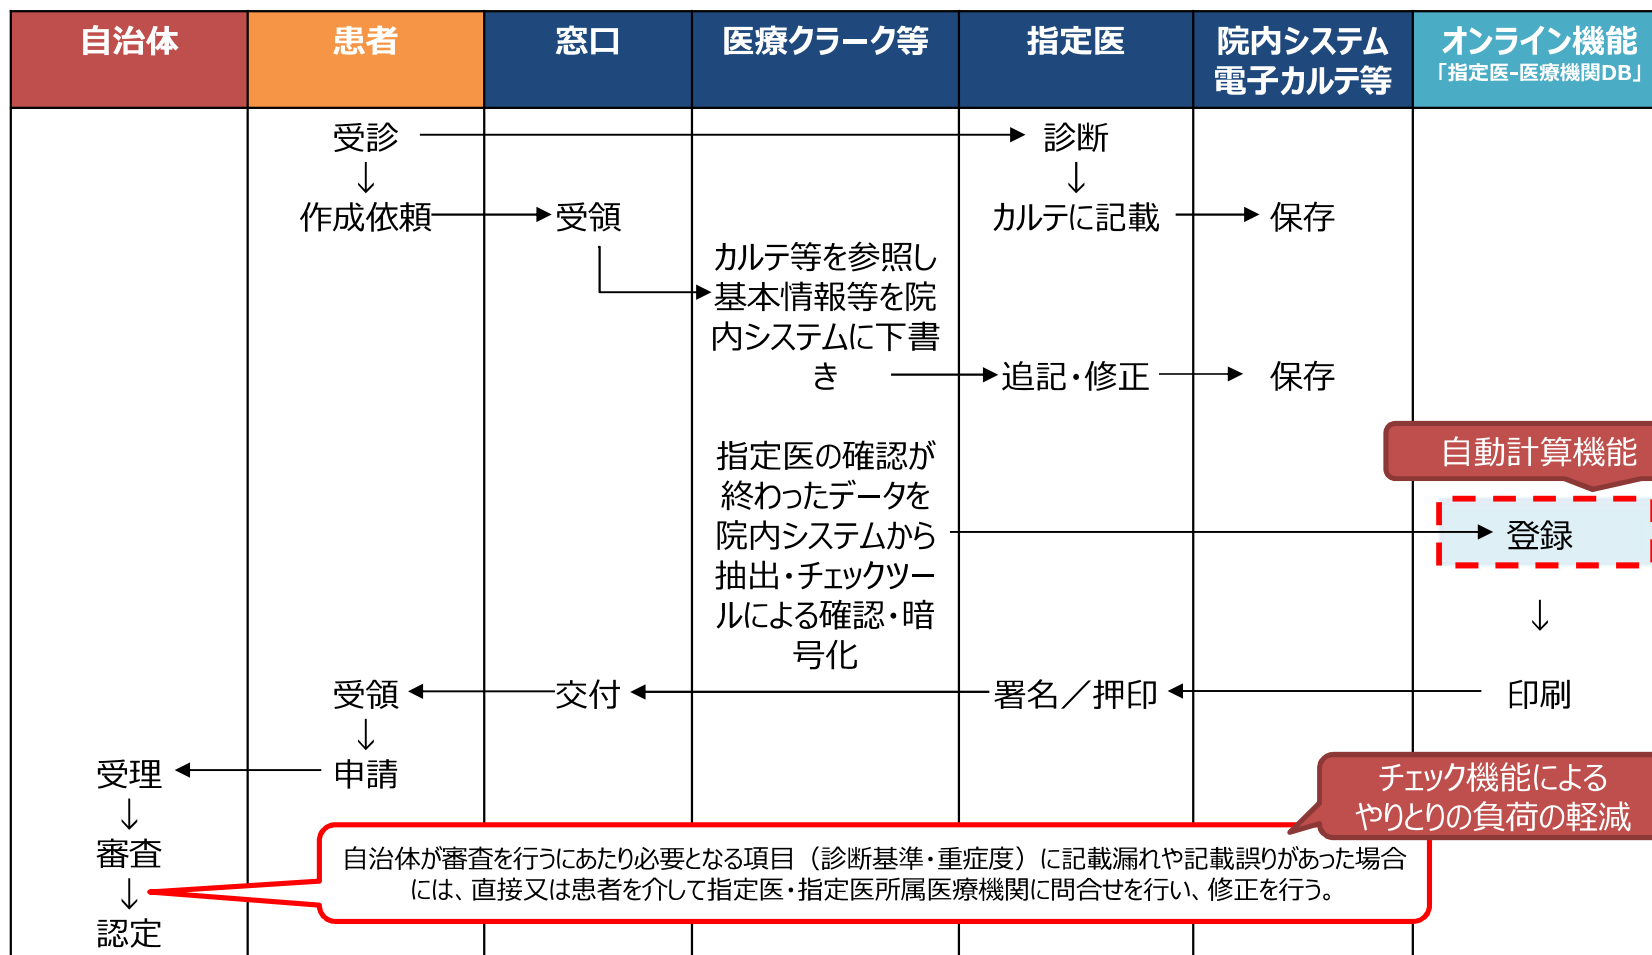 自治体
患者
窓口
医療クラーク等
指定医
院内システム
電子カルテ等
オンライン機能
「指定医-医療機関DB」
受診
診断
↓
↓
作成依頼
受領
カルテに記載
保存
カルテ等を参照し
基本情報等を院
内システムに下書
き
追記・修正
保存
指定医の確認が
終わったデータを
院内システムから
抽出・チェックツー
ルによる確認・暗
号化
自動計算機能
登録
↓
受領
交付
署名／押印
印刷
↓
受理
申請
チェック機能による
やりとりの負荷の軽減
↓
審査
自治体が審査を行うにあたり必要となる項目（診断基準・重症度）に記載漏れや記載誤りがあった場合
には、直接又は患者を介して指定医・指定医所属医療機関に問合せを行い、修正を行う。
↓
認定